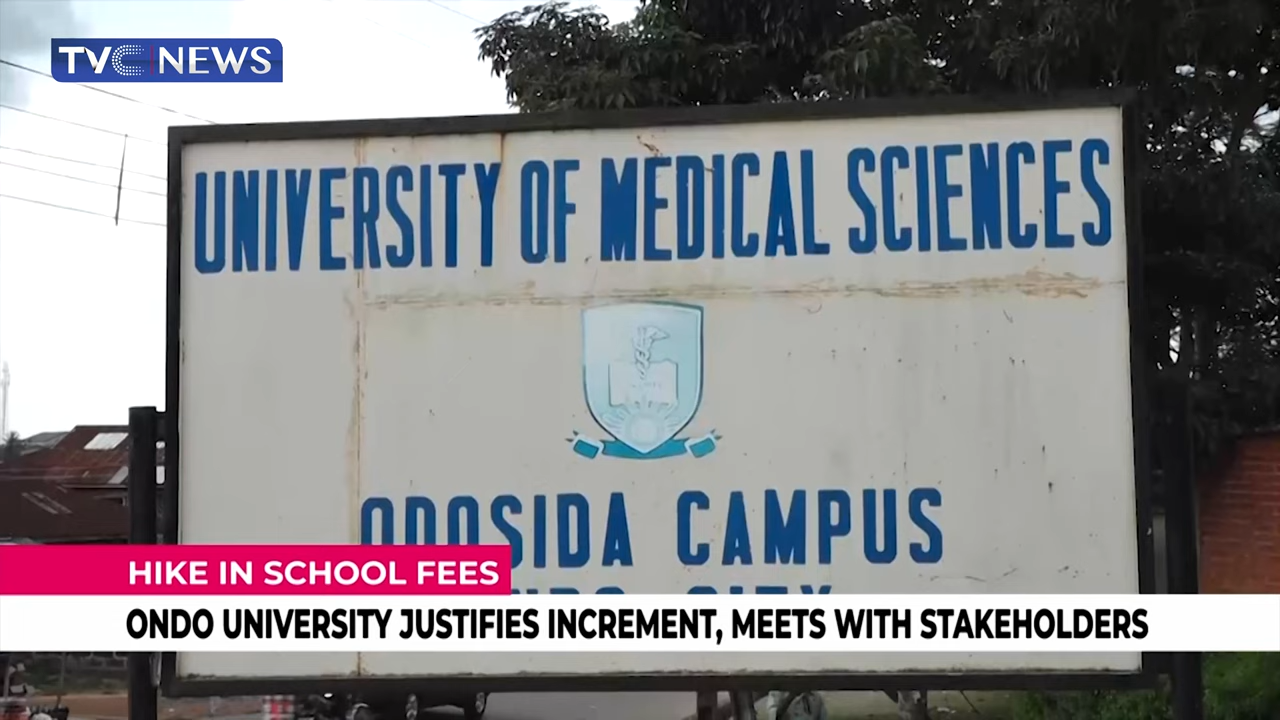 TVC NEWS
UNIVERSITY OF MEDICAL SCIENCES
ODOSIDA CAMPUS
CITY
HIKE IN SCHOOL FEES
ONDO UNIVERSITY JUSTIFIES INCREMENT, MEETS WITH STAKEHOLDERS